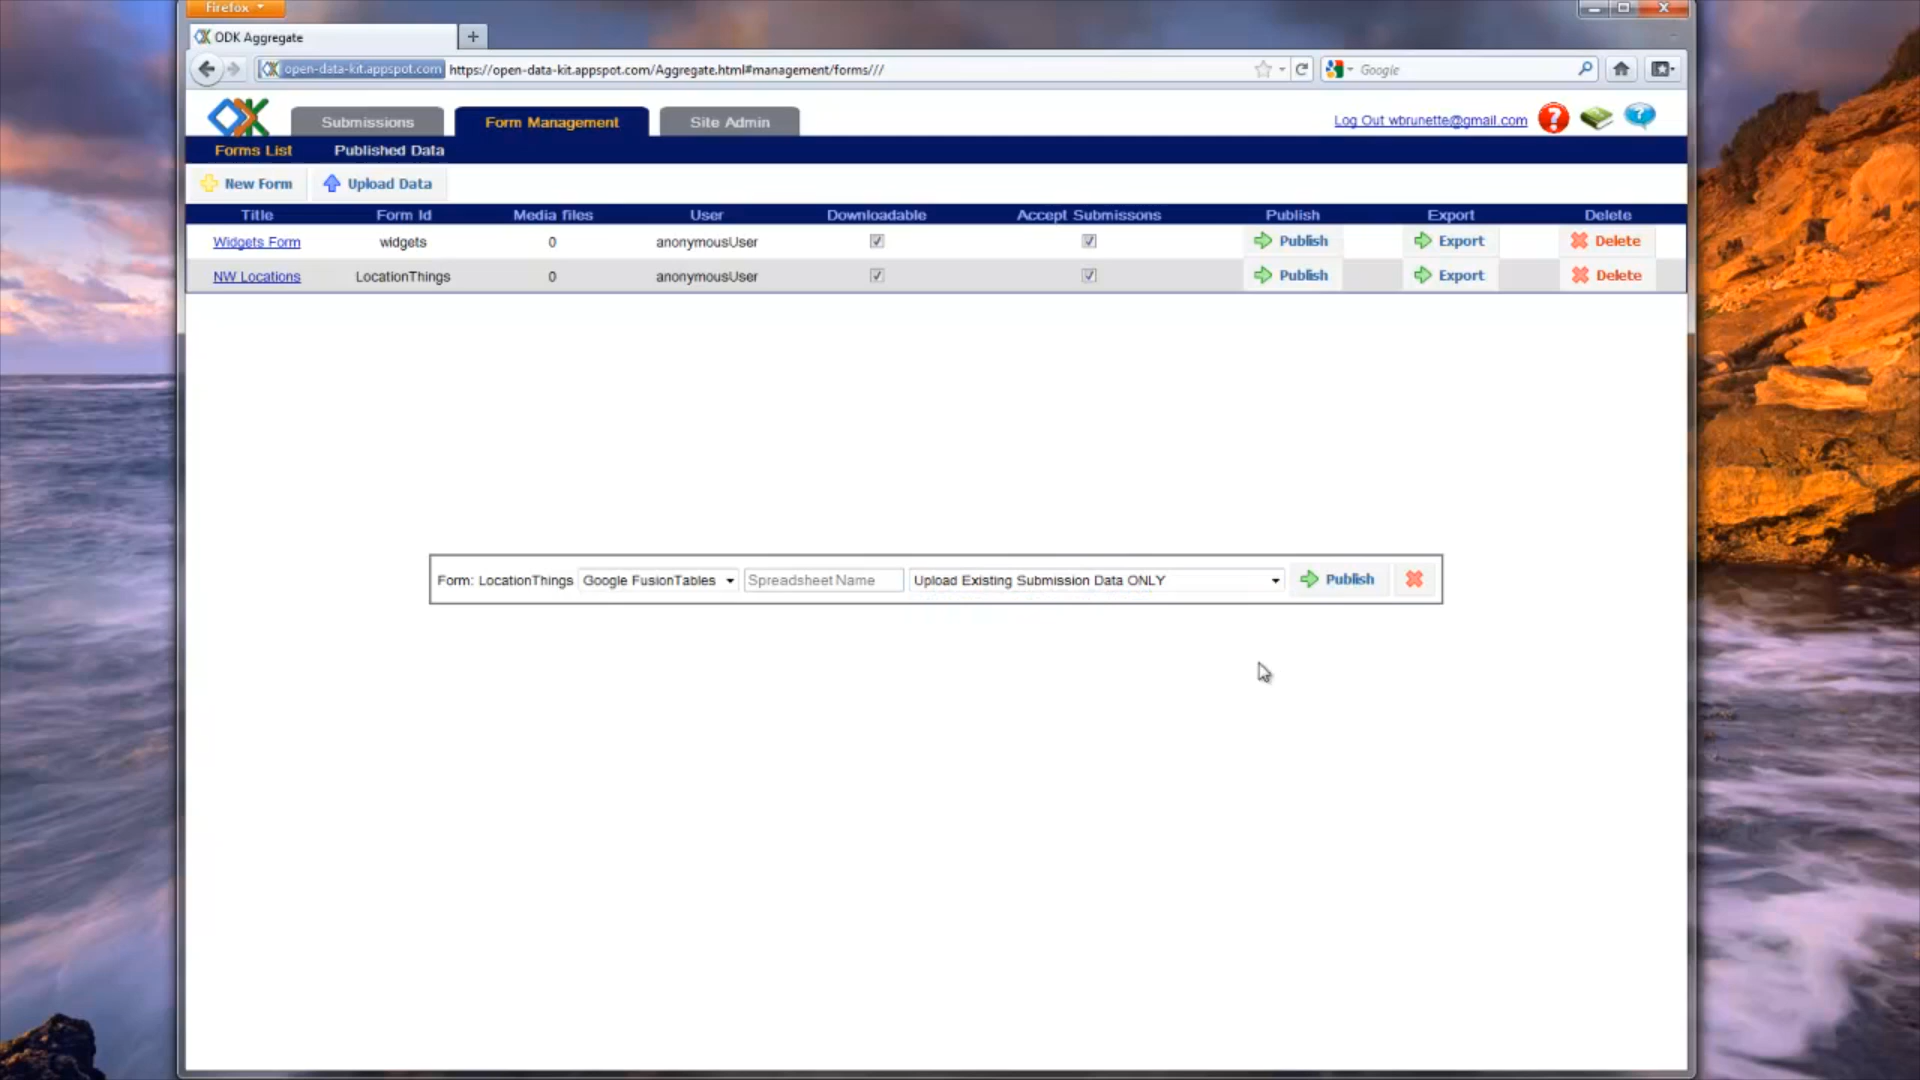 Firefox
ODK Aggregate
open-data-kit.appspot.com https://open-data-kit.appspot.com/Aggregate.html#management/forms///
Google
Submissions Form Management Site Admin
Log Out wbrunette@gmail.com
Forms List Published Data
New Form Upload Data
Title Form Id Media files User Downloadable Accept Submissons Publish Export Delete
Widgets Form widgets 0 anonymousUser Publish Export Delete
NW Locations LocationThings 0 anonymousUser Publish Export Delete
Form: LocationThings Google FusionTables Spreadsheet Name Upload Existing Submission Data ONLY Publish